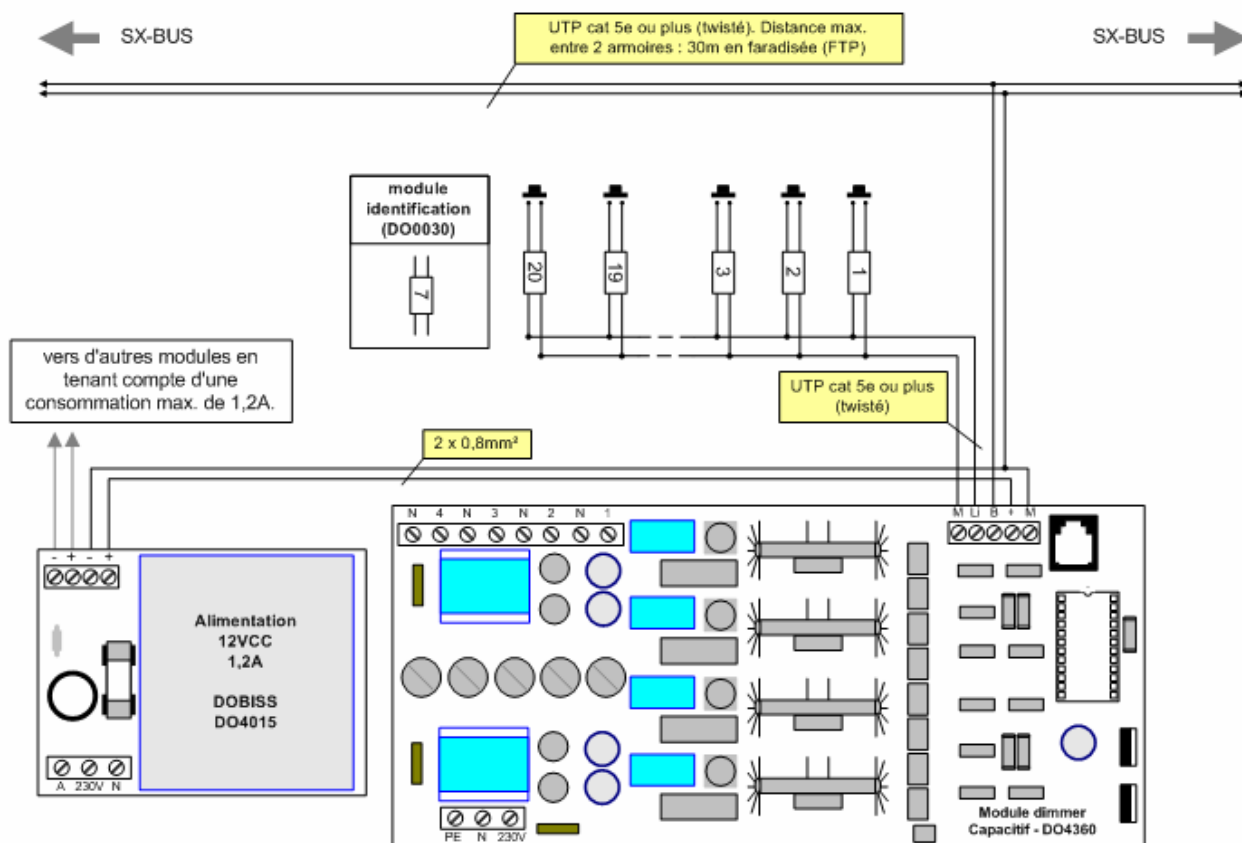 SX-BUS
UTP cat 5e ou plus (twisté). Distance max.
entre 2 armoires : 30m en faradisée (FTP)
SX-BUS
module
identification
(DO0030)
7
20
19
3
2
1
vers d'autres modules en
tenant compte d'une
consommation max. de 1,2A.
UTP cat 5e ou plus
(twisté)
2 x 0,8mm²
N 4 N 3 N 2 N 1
M Li B + M
- + - +
Alimentation
12VCC
1,2A
DOBISS
DO4015
A 230V N
PE N 230V
Module dimmer
Capacitif - DO4360